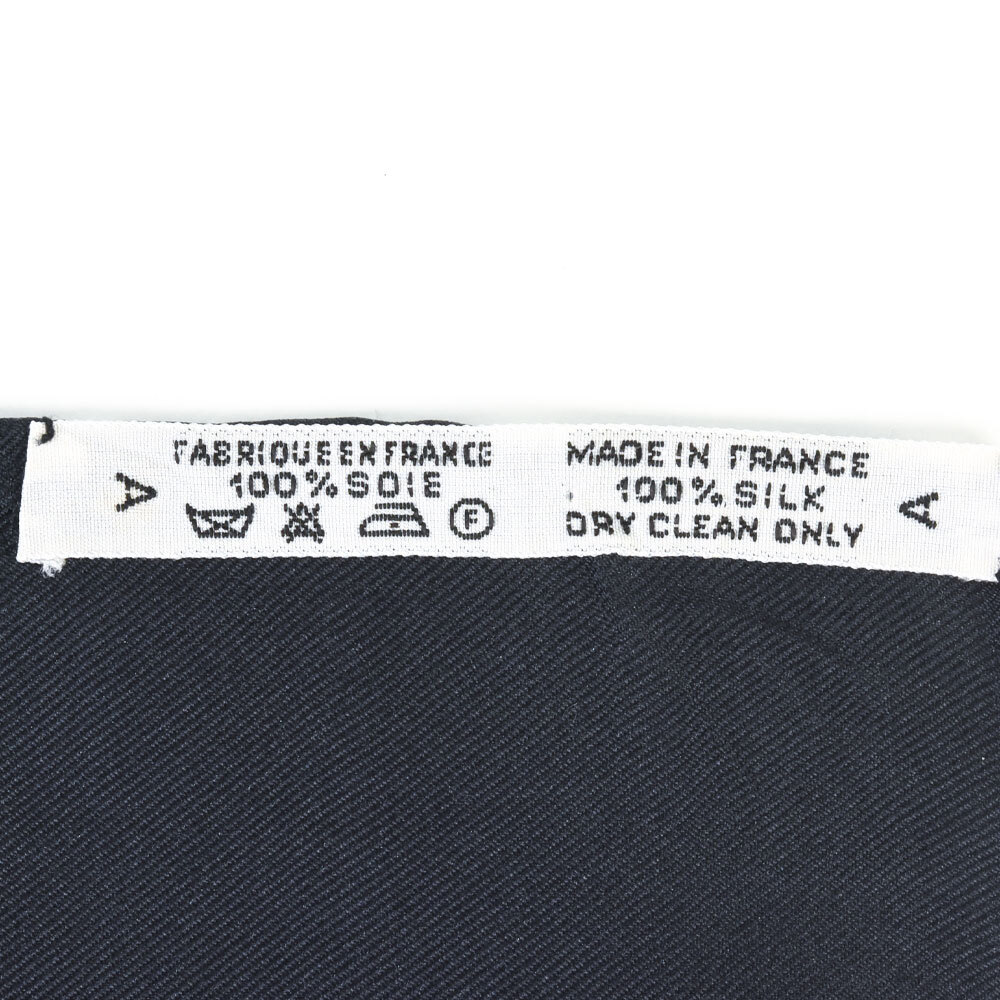 A
FABRIQUE EN FRANCE
100% SOIE
F
MADE IN FRANCE
100% SILK
DRY CLEAN ONLY
A